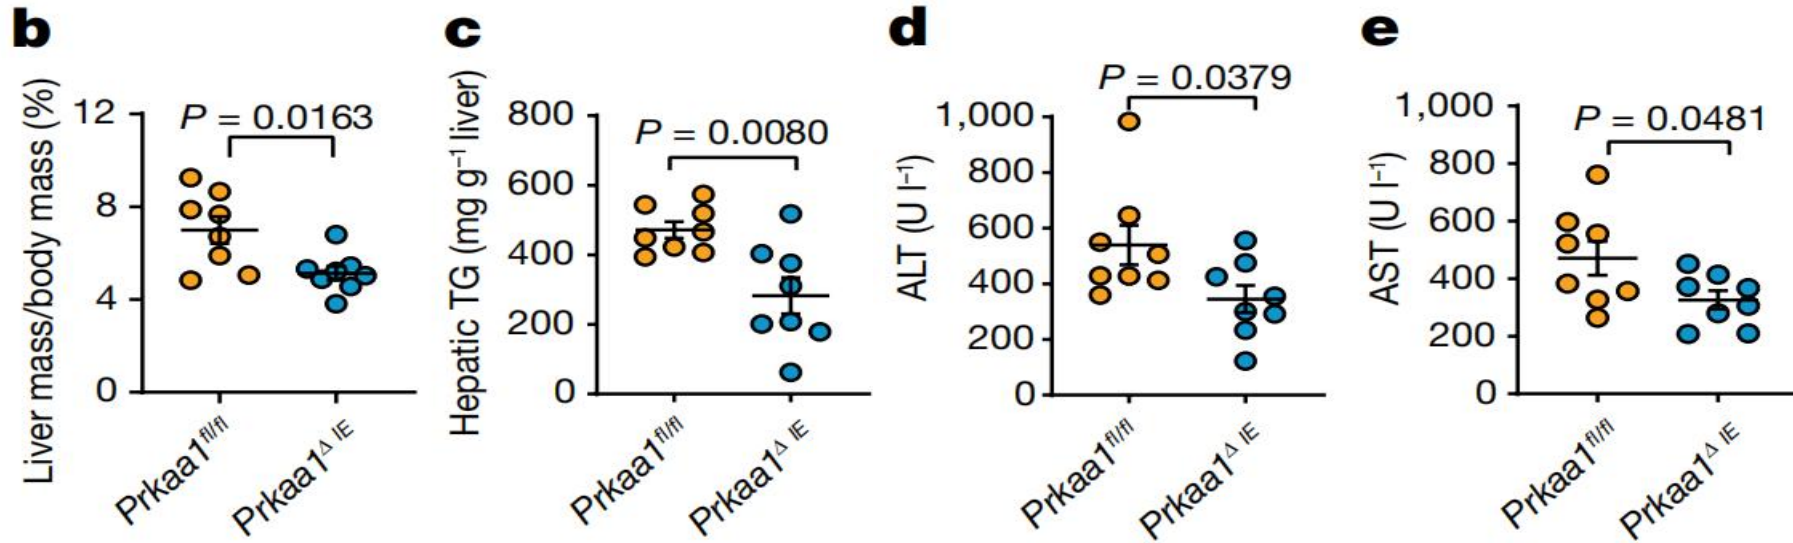 b
Liver mass/body mass (%)
12
8
4
0
P = 0.0163
Prkaa1fl/fl
Prkaa1Δ IE
c
Hepatic TG (mg g–1 liver)
800
600
400
200
0
P = 0.0080
Prkaa1fl/fl
Prkaa1Δ IE
d
ALT (U l–1)
1,000
800
600
400
200
0
P = 0.0379
Prkaa1fl/fl
Prkaa1Δ IE
e
AST (U l–1)
1,000
800
600
400
200
0
P = 0.0481
Prkaa1fl/fl
Prkaa1Δ IE